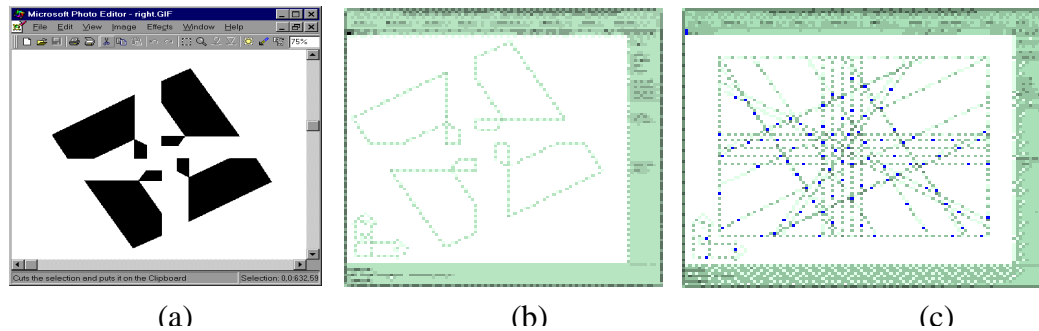 Microsoft Photo Editor - right.GIF
File Edit View Image Effects Window Help
75%
Cuts the selection and puts it on the Clipboard
Selection: 0,0:632,59
(a)
(b)
(c)